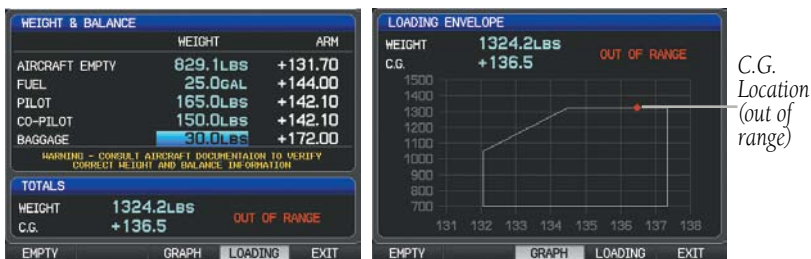 WEIGHT & BALANCE
WEIGHT ARM
AIRCRAFT EMPTY 829.1LBS +131.70
FUEL 25.0GAL +144.00
PILOT 165.0LBS +142.10
CO-PILOT 150.0LBS +142.10
BAGGAGE 30.0LBS +172.00
WARNING - CONSULT AIRCRAFT DOCUMENTAION TO VERIFY
CORRECT WEIGHT AND BALANCE INFORMATION
TOTALS
WEIGHT 1324.2LBS
C.G. +136.5
OUT OF RANGE
EMPTY GRAPH LOADING EXIT
LOADING ENVELOPE
WEIGHT 1324.2LBS
C.G. +136.5
OUT OF RANGE
1500
1400
1300
1200
1100
1000
900
800
700
131 132 133 134 135 136 137 138
EMPTY GRAPH LOADING EXIT
C.G.
Location
(out of
range)